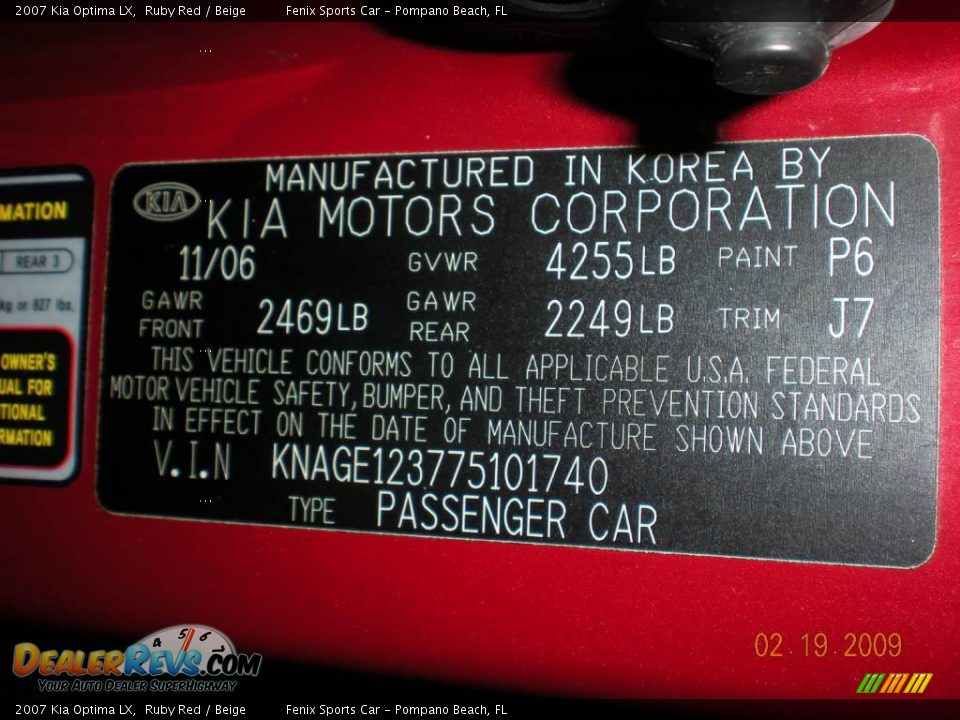 2007 Kia Optima LX, Ruby Red / Beige Fenix Sports Car - Pompano Beach, FL
MANUFACTURED IN KOREA BY
KIA KIA MOTORS CORPORATION
11/06 GVWR 4255LB PAINT P6
GAWR FRONT 2469LB GAWR REAR 2249LB TRIM J7
THIS VEHICLE CONFORMS TO ALL APPLICABLE U.S.A. FEDERAL
MOTOR VEHICLE SAFETY, BUMPER, AND THEFT PREVENTION STANDARDS
IN EFFECT ON THE DATE OF MANUFACTURE SHOWN ABOVE
V.I.N KNAGE123775101740
TYPE PASSENGER CAR
MATION
REAR 3
kg or 927 lbs.
OWNER'S
UAL FOR
TIONAL
RMATION
02.19.2009
4 5 6
DEALERREVS.COM
YOUR AUTO DEALER SUPERHIGHWAY
2007 Kia Optima LX, Ruby Red / Beige Fenix Sports Car - Pompano Beach, FL